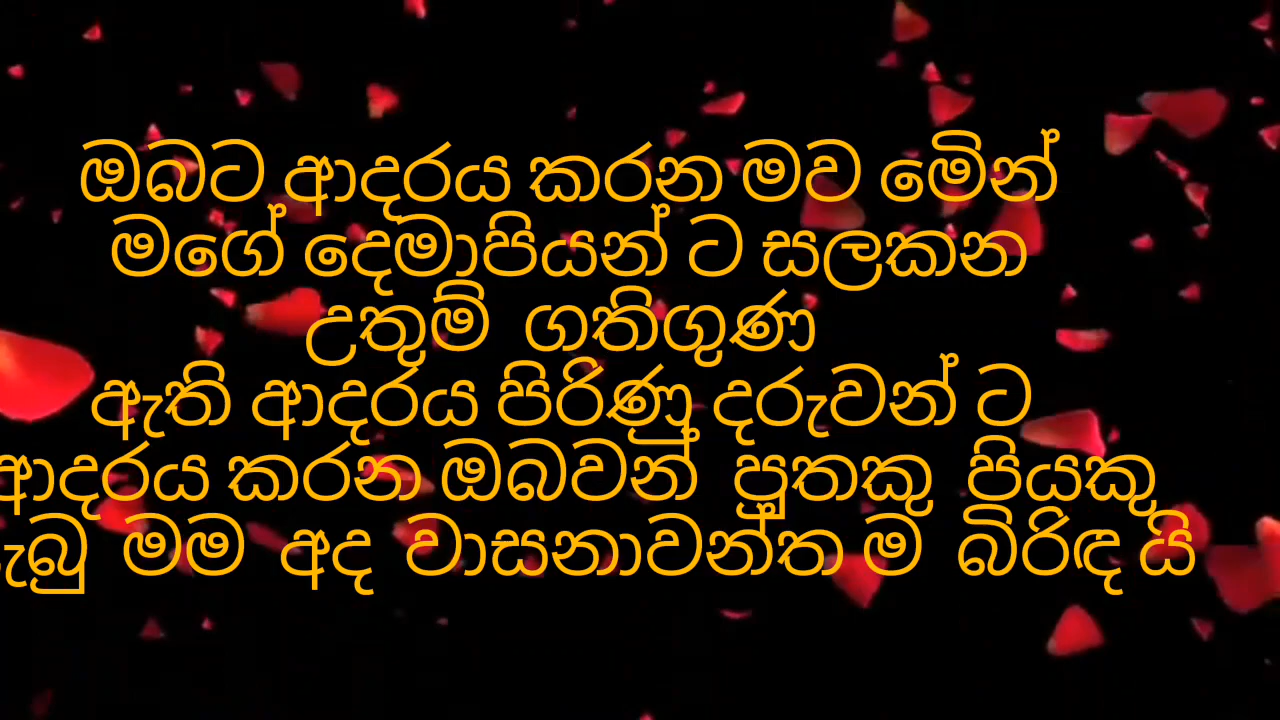 ඔබට ආදරය කරන මව මෙින්
මගේ දෙමාපියන් ට සලකන
උතුම් ගතිගුණ
ඇති ආදරය පිරිණු දරුවන් ට
ආදරය කරන ඔබවන් පුතකු පියකු
මම අද වාසනාවන්ත ම බිරිඳ යි